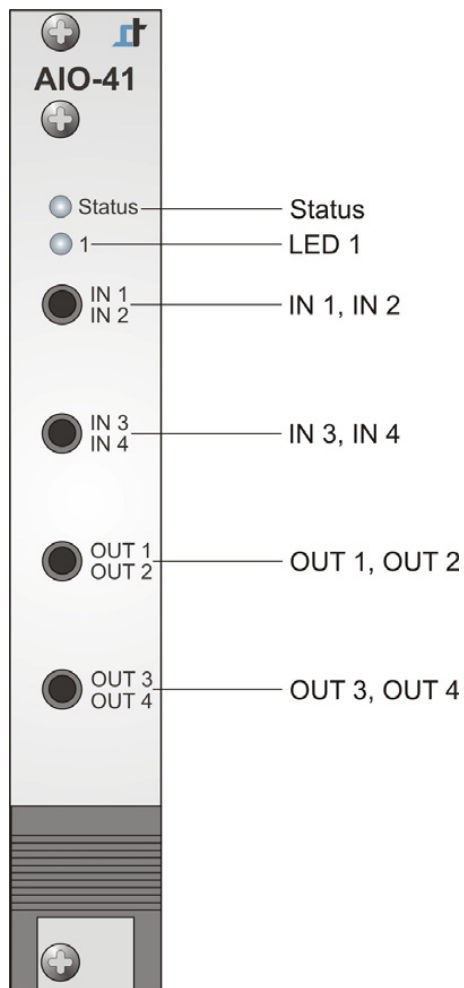 AIO-41
Status
Status
1
LED 1
IN 1
IN 2
IN 1, IN 2
IN 3
IN 4
IN 3, IN 4
OUT 1
OUT 2
OUT 1, OUT 2
OUT 3
OUT 4
OUT 3, OUT 4